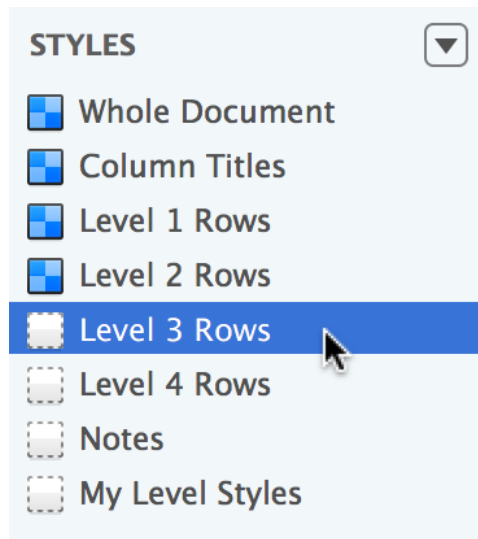 STYLES
Whole Document
Column Titles
Level 1 Rows
Level 2 Rows
Level 3 Rows
Level 4 Rows
Notes
My Level Styles